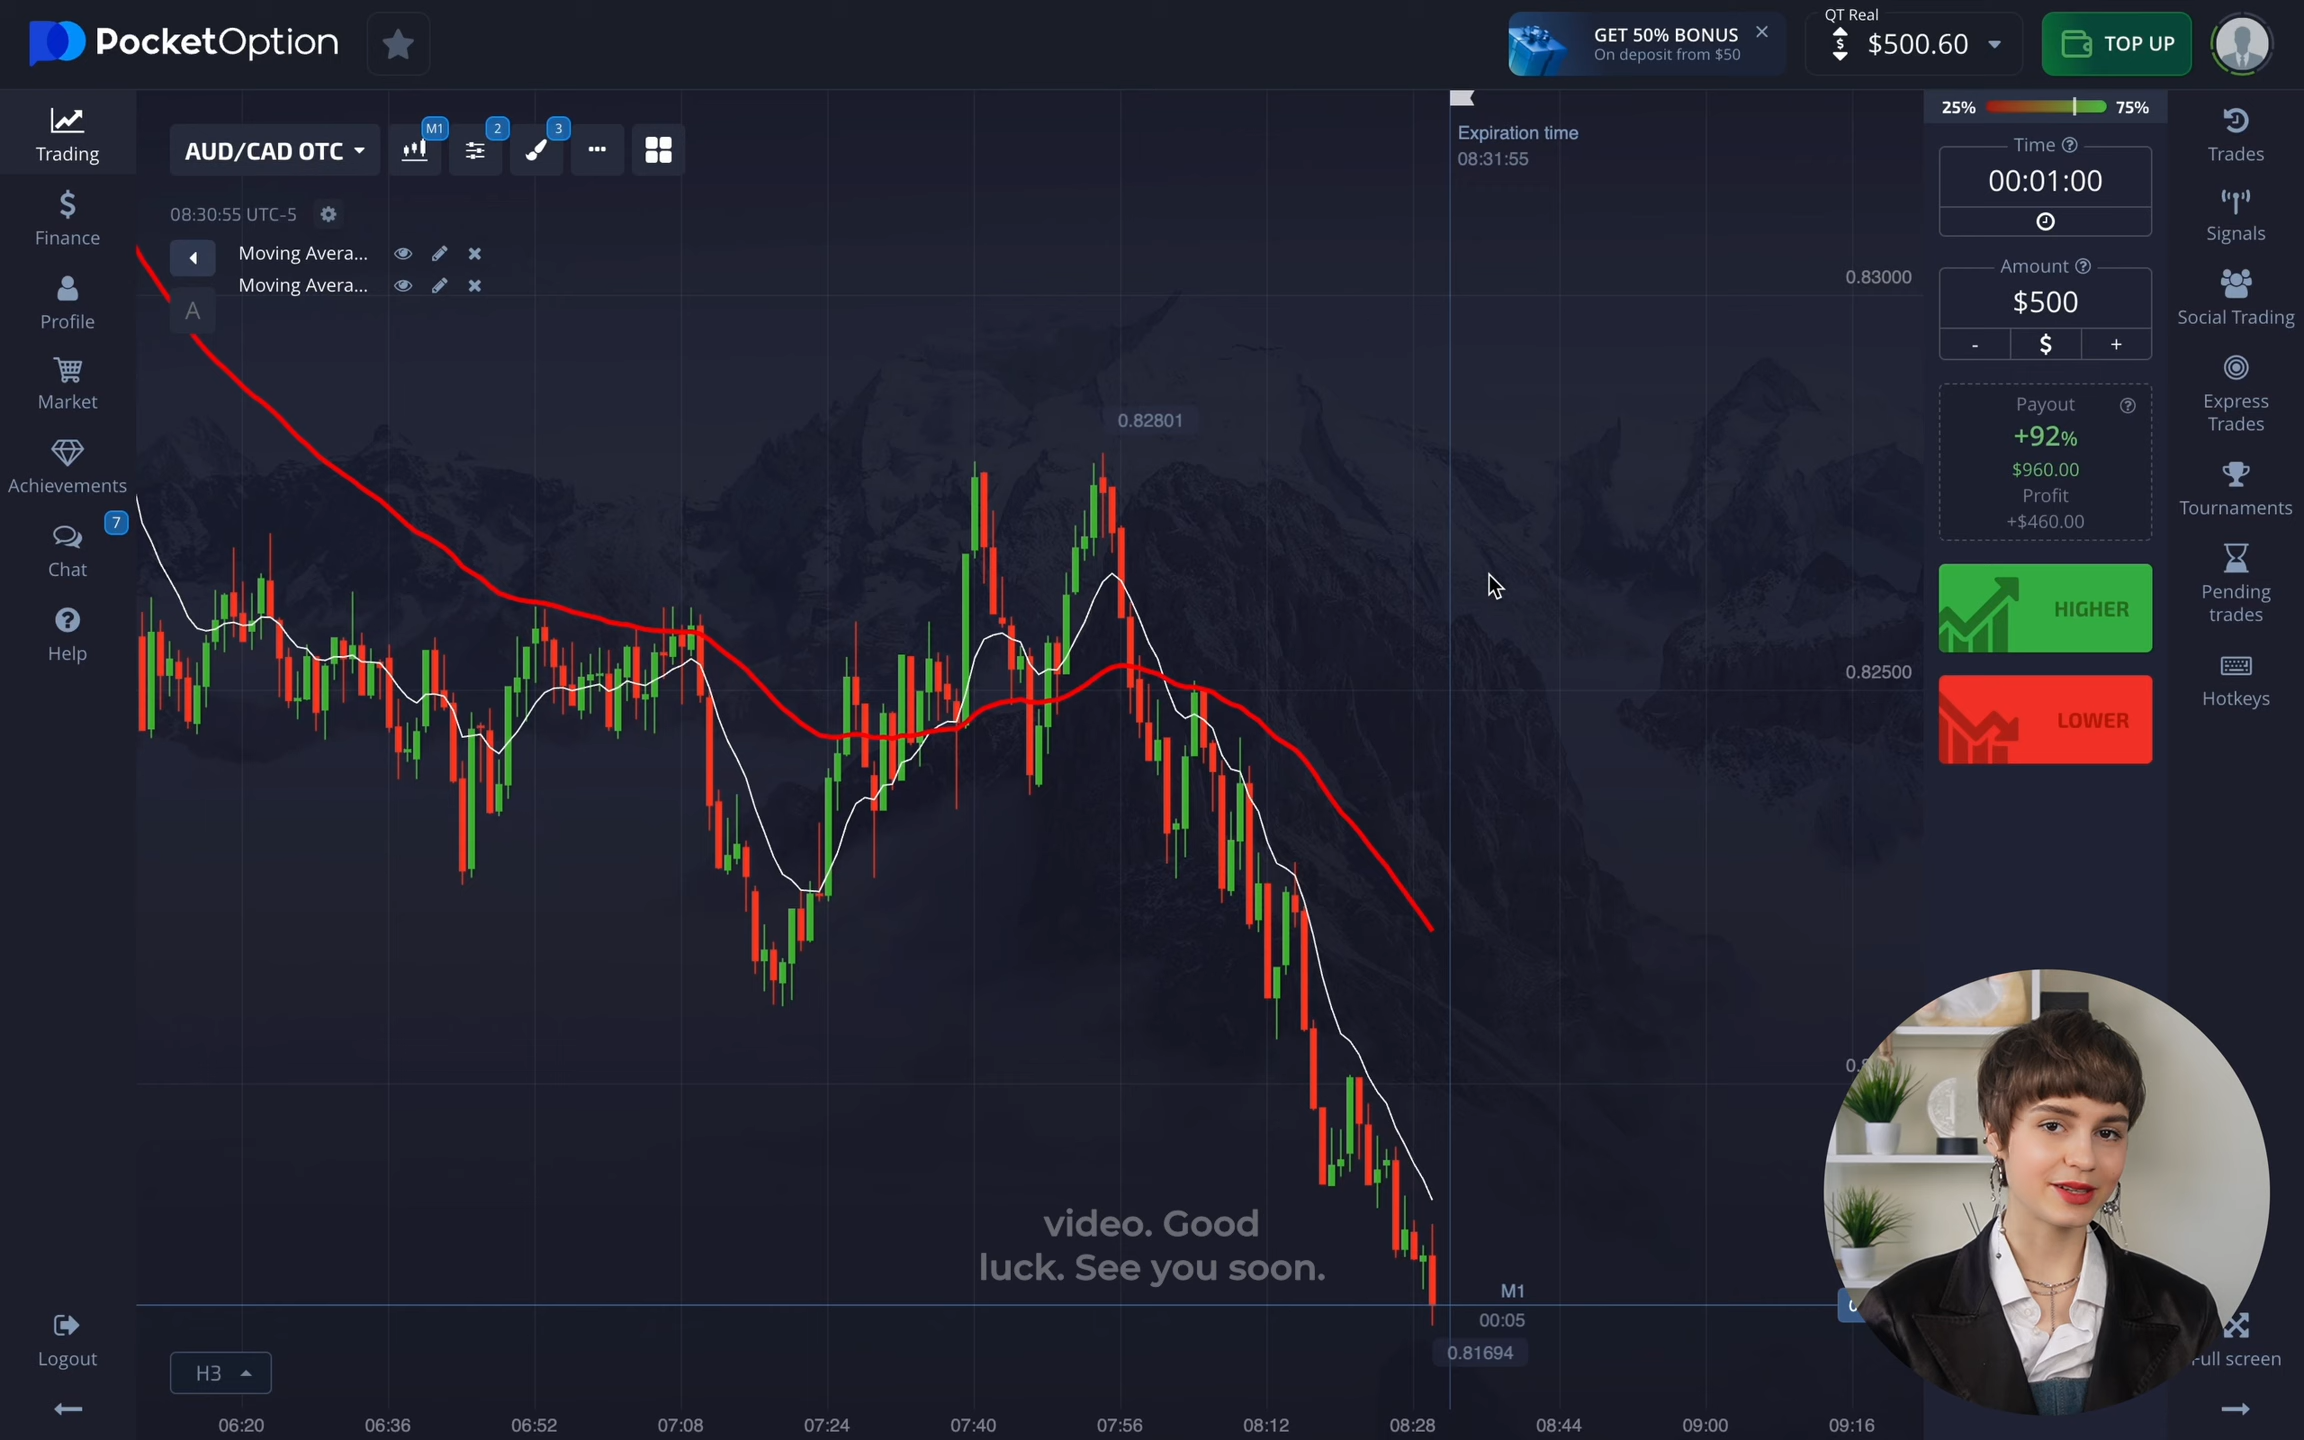 PocketOption
GET 50% BONUS
On deposit from $50
QT Real
$500.60
TOP UP
Trading
Finance
Profile
Market
Achievements
7
Chat
Help
Logout
AUD/CAD OTC
M1
2
3
08:30:55 UTC-5
Moving Avera...
Moving Avera...
A
Expiration time
08:31:55
0.83000
0.82801
0.82500
video. Good
luck. See you soon.
M1
00:05
0.81694
H3
06:20
06:36
06:52
07:08
07:24
07:40
07:56
08:12
08:28
08:44
09:00
09:16
25%
75%
Time
00:01:00
Amount
$500
- $ +
Payout
+92%
$960.00
Profit
+$460.00
HIGHER
LOWER
Trades
Signals
Social Trading
Express
Trades
Tournaments
Pending
trades
Hotkeys
Full screen